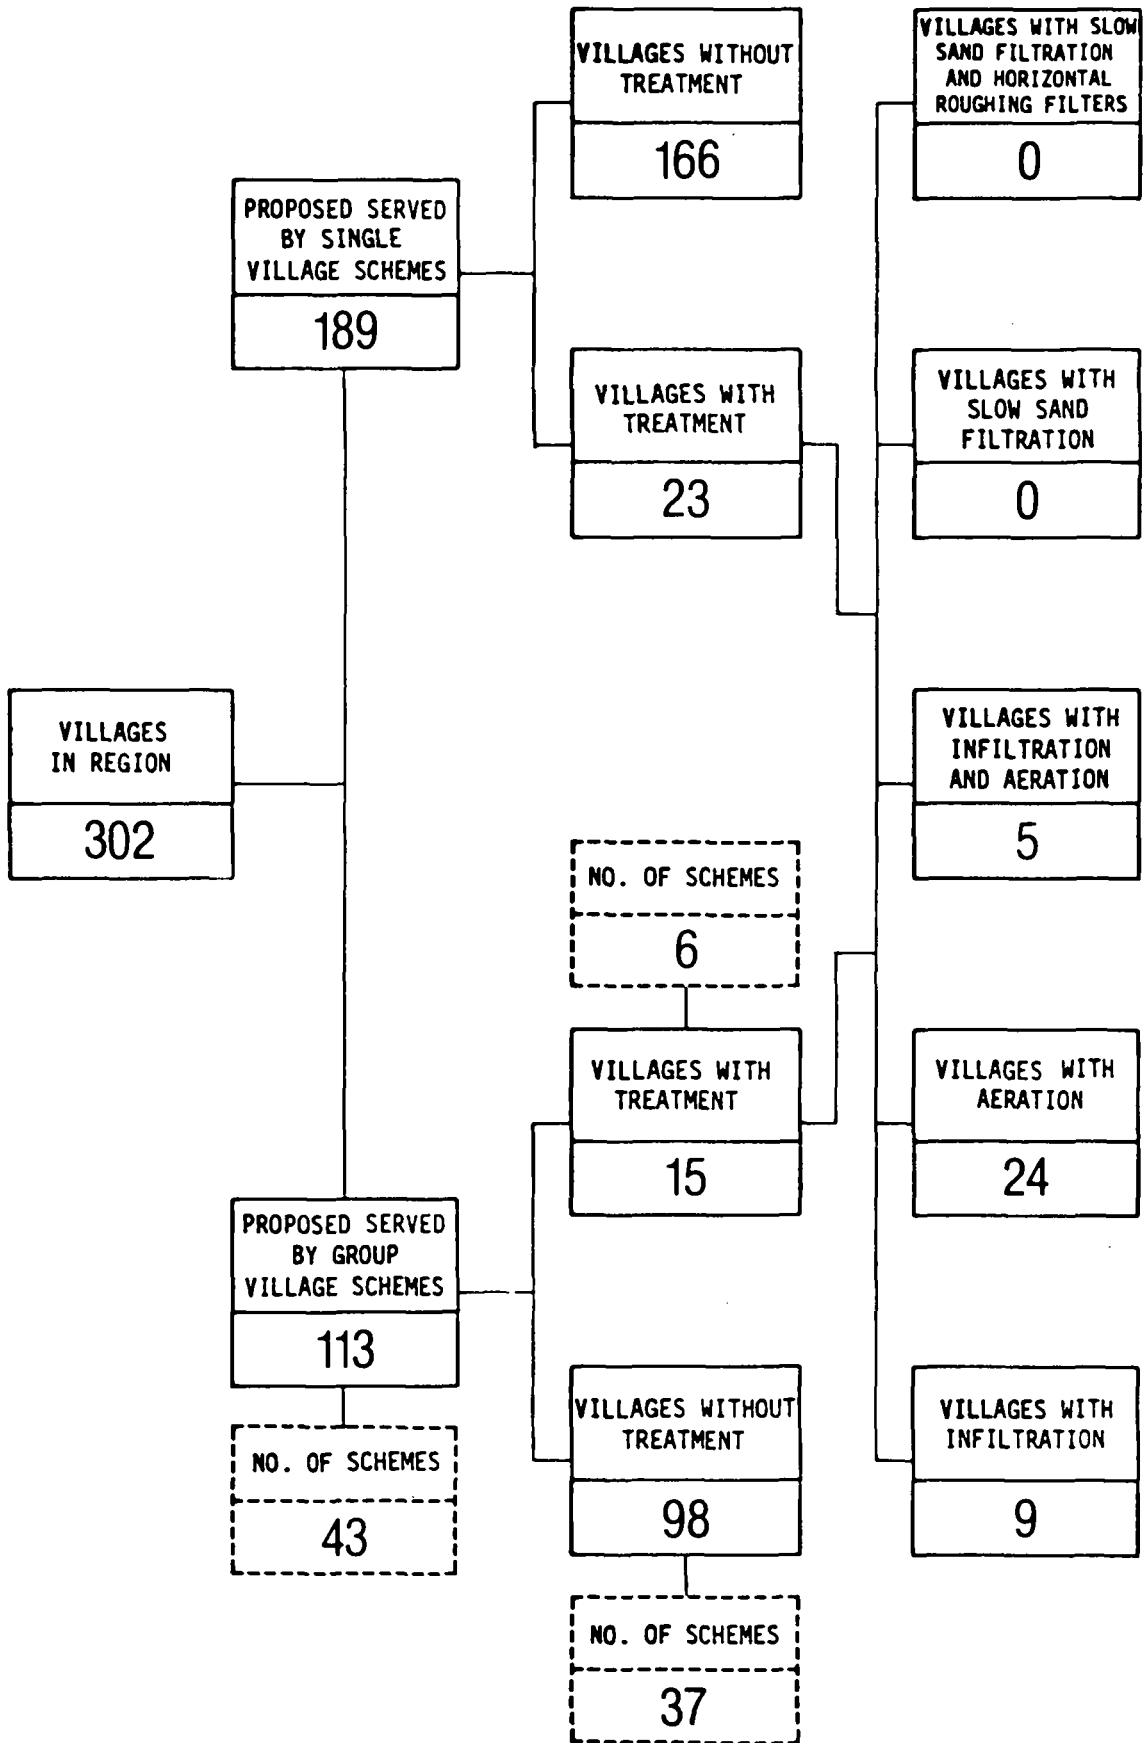 VILLAGES
IN REGION
302
PROPOSED SERVED
BY SINGLE
VILLAGE SCHEMES
189
PROPOSED SERVED
BY GROUP
VILLAGE SCHEMES
113
NO. OF SCHEMES
43
VILLAGES WITHOUT
TREATMENT
166
VILLAGES WITH
TREATMENT
23
NO. OF SCHEMES
6
VILLAGES WITH
TREATMENT
15
VILLAGES WITHOUT
TREATMENT
98
NO. OF SCHEMES
37
VILLAGES WITH SLOW
SAND FILTRATION
AND HORIZONTAL
ROUGHING FILTERS
0
VILLAGES WITH
SLOW SAND
FILTRATION
0
VILLAGES WITH
INFILTRATION
AND AERATION
5
VILLAGES WITH
AERATION
24
VILLAGES WITH
INFILTRATION
9